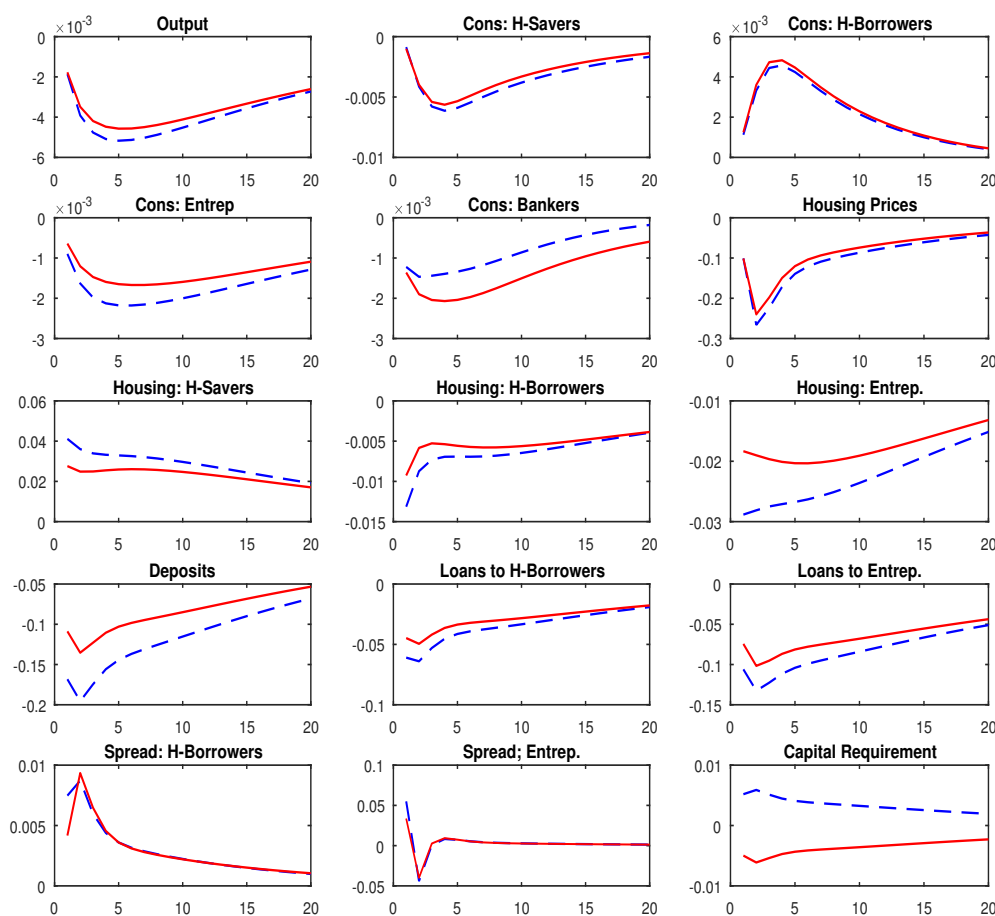 Output
×10⁻³
0
-2
-4
-6
0 5 10 15 20
Cons: H-Savers
0
-0.005
-0.01
0 5 10 15 20
Cons: H-Borrowers
×10⁻³
6
4
2
0
0 5 10 15 20
Cons: Entrep
×10⁻³
0
-1
-2
-3
0 5 10 15 20
Cons: Bankers
×10⁻³
0
-1
-2
-3
0 5 10 15 20
Housing Prices
0
-0.1
-0.2
-0.3
0 5 10 15 20
Housing: H-Savers
0.06
0.04
0.02
0
0 5 10 15 20
Housing: H-Borrowers
0
-0.005
-0.01
-0.015
0 5 10 15 20
Housing: Entrep.
-0.01
-0.02
-0.03
0 5 10 15 20
Deposits
-0.05
-0.1
-0.15
-0.2
0 5 10 15 20
Loans to H-Borrowers
0
-0.05
-0.1
0 5 10 15 20
Loans to Entrep.
0
-0.05
-0.1
-0.15
0 5 10 15 20
Spread: H-Borrowers
0.01
0.005
0
0 5 10 15 20
Spread; Entrep.
0.1
0.05
0
-0.05
0 5 10 15 20
Capital Requirement
0.01
0
-0.01
0 5 10 15 20